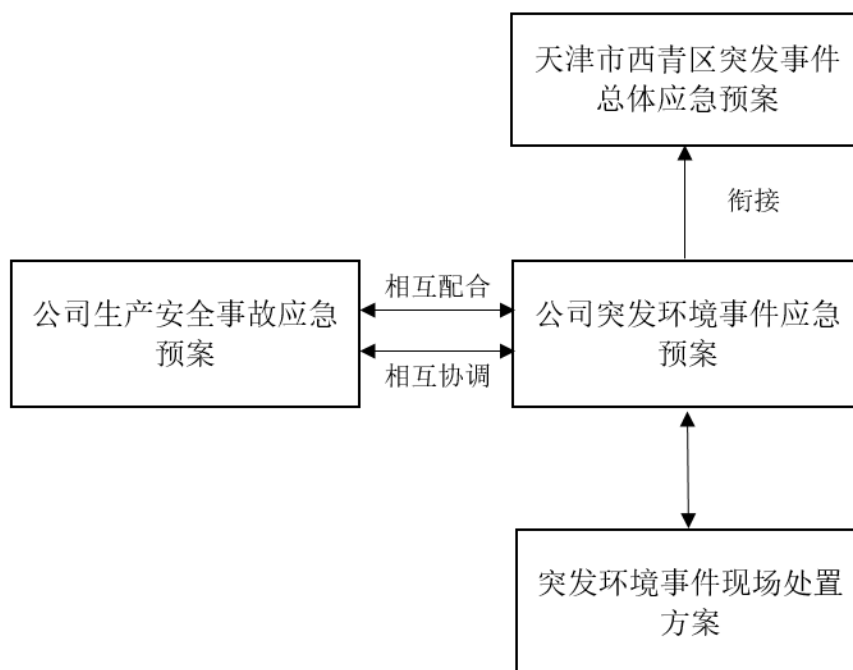 天津市西青区突发事件
总体应急预案
衔接
公司生产安全事故应急
预案
相互配合
相互协调
公司突发环境事件应急
预案
突发环境事件现场处置
方案